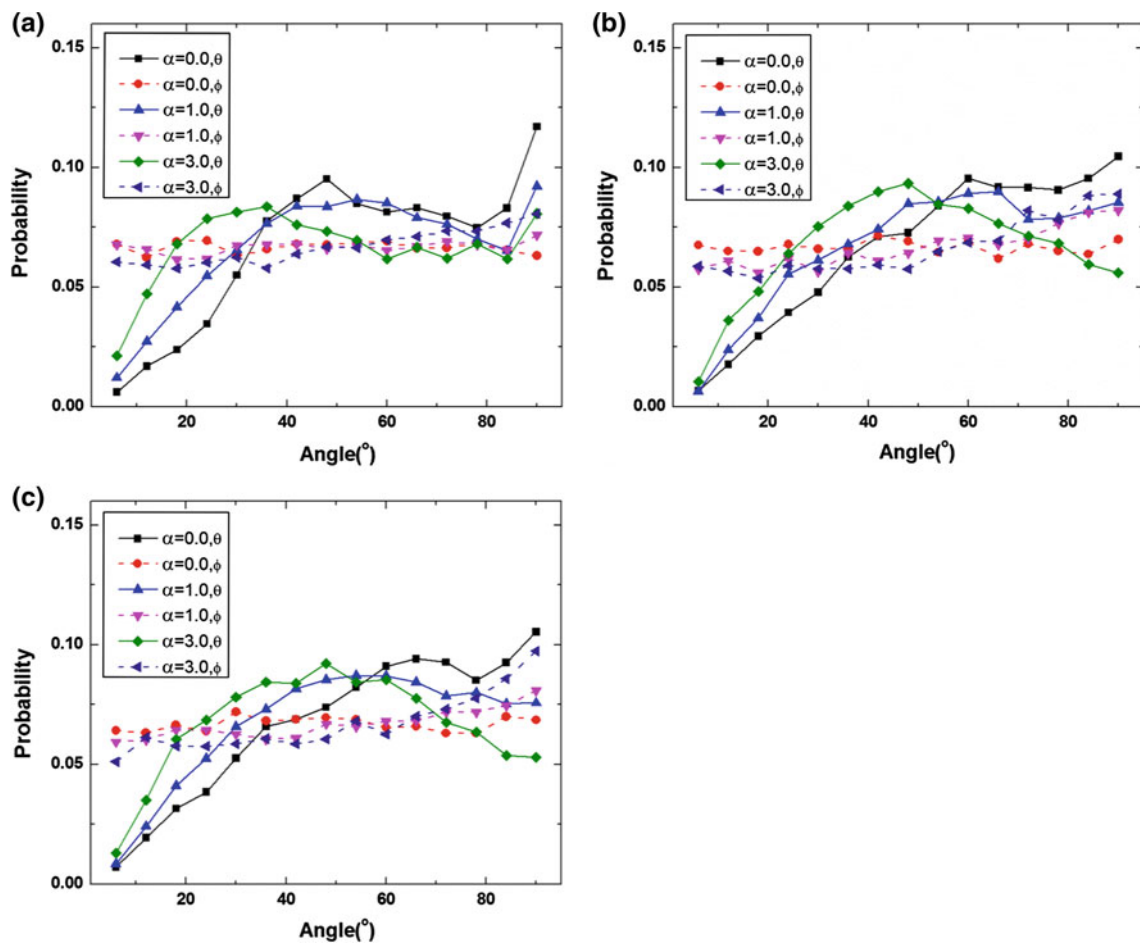 (a)
0.15
0.10
0.05
0.00
Probability
α=0.0,θ
α=0.0,ϕ
α=1.0,θ
α=1.0,ϕ
α=3.0,θ
α=3.0,ϕ
20 40 60 80
Angle(°)
(b)
0.15
0.10
0.05
0.00
Probability
α=0.0,θ
α=0.0,ϕ
α=1.0,θ
α=1.0,ϕ
α=3.0,θ
α=3.0,ϕ
20 40 60 80
Angle(°)
(c)
0.15
0.10
0.05
0.00
Probability
α=0.0,θ
α=0.0,ϕ
α=1.0,θ
α=1.0,ϕ
α=3.0,θ
α=3.0,ϕ
20 40 60 80
Angle(°)